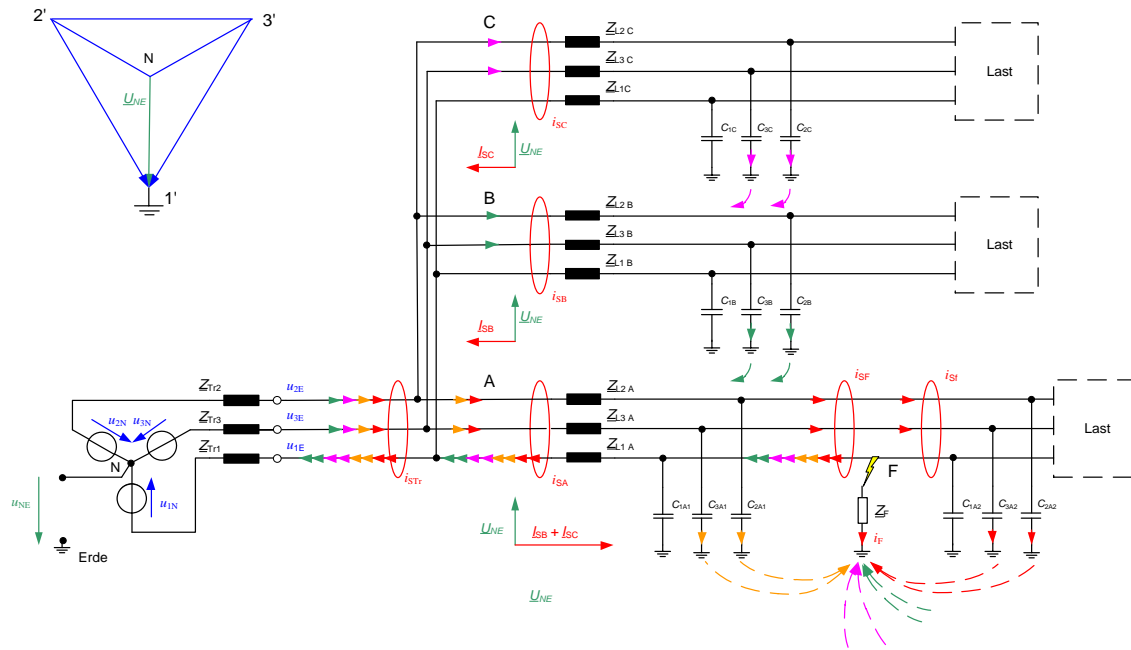 2' 3'
N
U_NE
1'
C
Z_L2 C
Z_L3 C
Z_L1C
i_SC
C_1C C_3C C_2C
Last
I_SC U_NE
B
Z_L2 B
Z_L3 B
Z_L1 B
i_SB
C_1B C_3B C_2B
Last
I_SB U_NE
A
Z_Tr2 u_2E
Z_Tr3 u_3E
Z_Tr1 u_1E
u_2N u_3N
N
u_1N
u_NE
Erde
i_STr
i_SA
Z_L2 A
Z_L3 A
Z_L1 A
i_SF i_Sf
Last
F
C_1A1 C_3A1 C_2A1
Z_F
i_F
C_1A2 C_3A2 C_2A2
U_NE I_SB + I_SC
U_NE